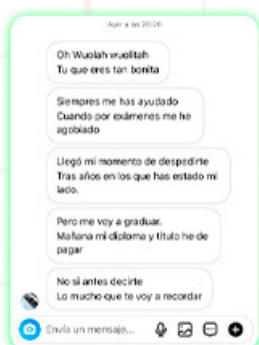 Ayer a las 20:20
Oh Wuolah wuolitah
Tu que eres tan bonita
Siempres me has ayudado
Cuando por exámenes me he
agobiado
Llegó mi momento de despedirte
Tras años en los que has estado mi
lado.
Pero me voy a graduar.
Mañana mi diploma y título he de
pagar
No si antes decirte
Lo mucho que te voy a recordar
Envía un mensaje...